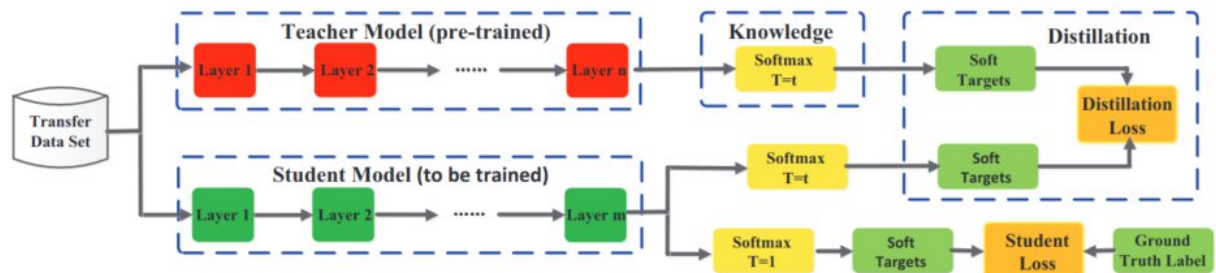 Teacher Model (pre-trained)
Layer 1
Layer 2
......
Layer n
Knowledge
Softmax
T=t
Distillation
Soft
Targets
Distillation
Loss
Transfer
Data Set
Student Model (to be trained)
Layer 1
Layer 2
......
Layer m
Softmax
T=t
Soft
Targets
Softmax
T=1
Soft
Targets
Student
Loss
Ground
Truth Label